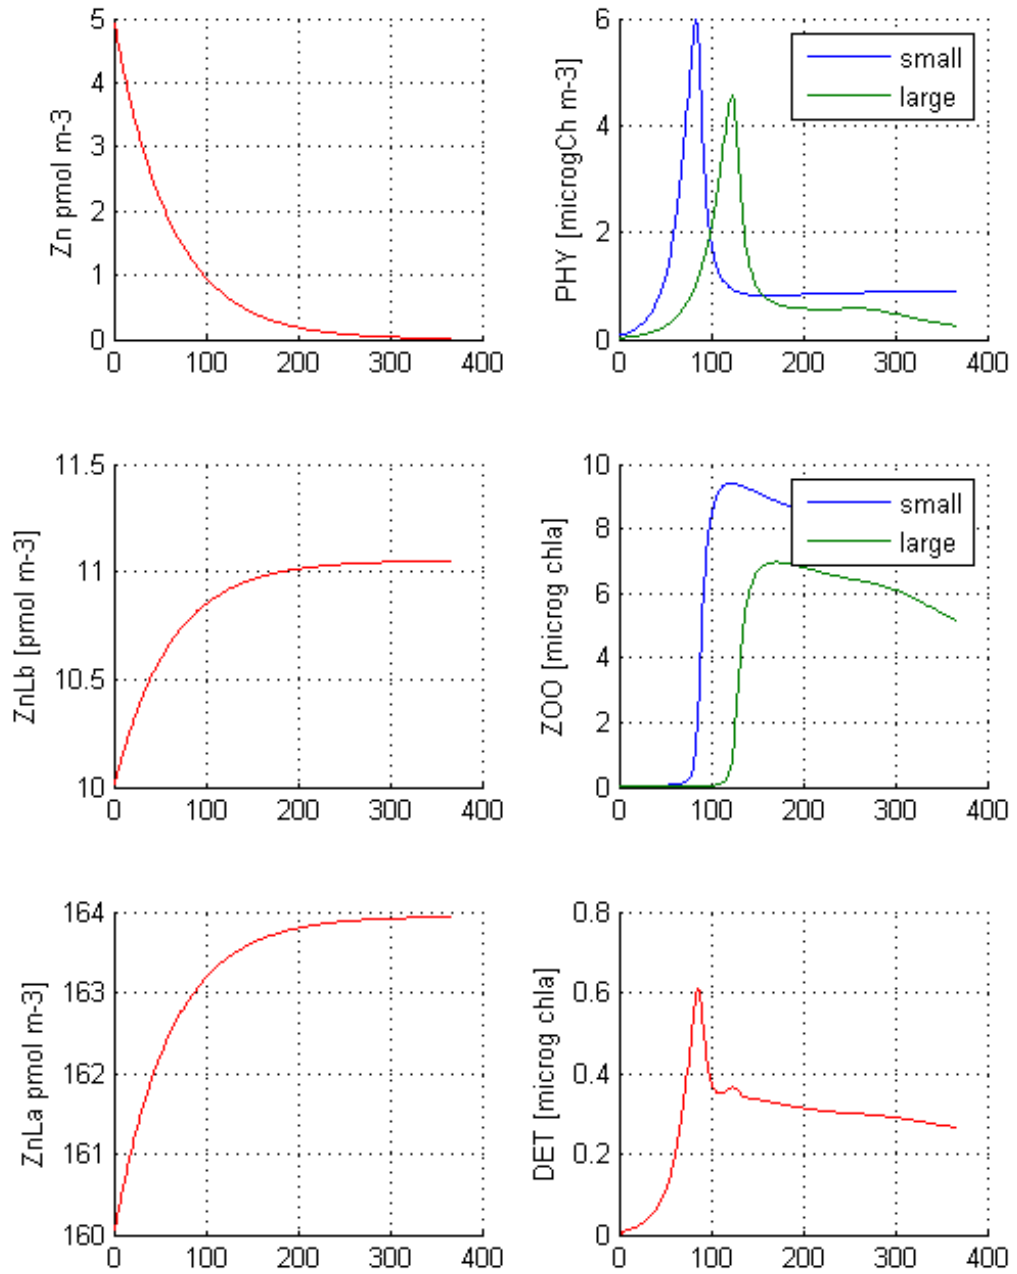 5
4
3
2
1
0
Zn pmol m-3
0 100 200 300 400
6
4
2
0
PHY [microgCh m-3]
small
large
0 100 200 300 400
11.5
11
10.5
10
ZnLb [pmol m-3]
0 100 200 300 400
10
8
6
4
2
0
ZOO [microg chla]
small
large
0 100 200 300 400
164
163
162
161
160
ZnLa pmol m-3)
0 100 200 300 400
0.8
0.6
0.4
0.2
0
DET [microg chla]
0 100 200 300 400